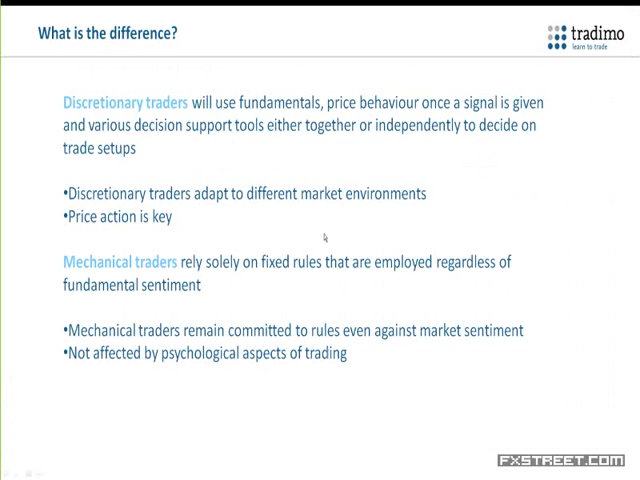 What is the difference?
tradimo
learn to trade
Discretionary traders will use fundamentals, price behaviour once a signal is given
and various decision support tools either together or independently to decide on
trade setups
•Discretionary traders adapt to different market environments
•Price action is key
Mechanical traders rely solely on fixed rules that are employed regardless of
fundamental sentiment
•Mechanical traders remain committed to rules even against market sentiment
•Not affected by psychological aspects of trading
FXSTREET.COM